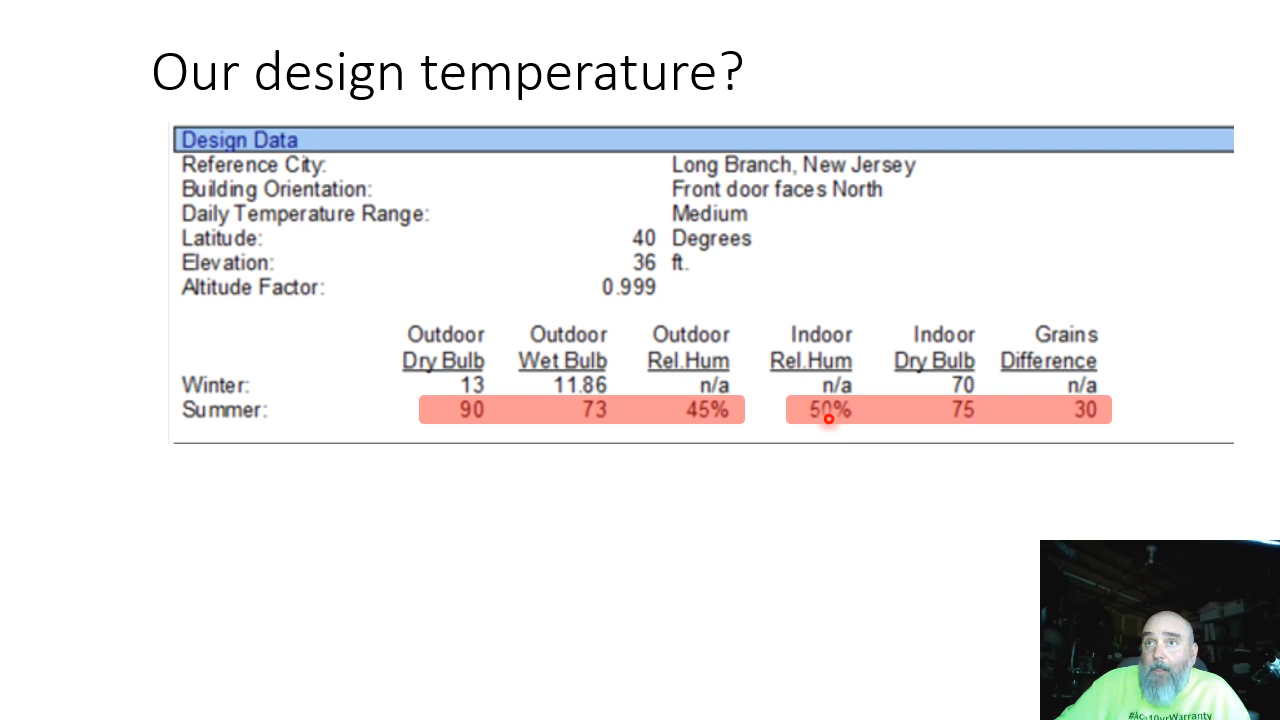 Our design temperature?
Design Data
Reference City: Long Branch, New Jersey
Building Orientation: Front door faces North
Daily Temperature Range: Medium
Latitude: 40 Degrees
Elevation: 36 ft.
Altitude Factor: 0.999
Outdoor Outdoor Outdoor Indoor Indoor Grains
Dry Bulb Wet Bulb Rel.Hum Rel.Hum Dry Bulb Difference
Winter: 13 11.86 n/a n/a 70 n/a
Summer: 90 73 45% 50% 75 30